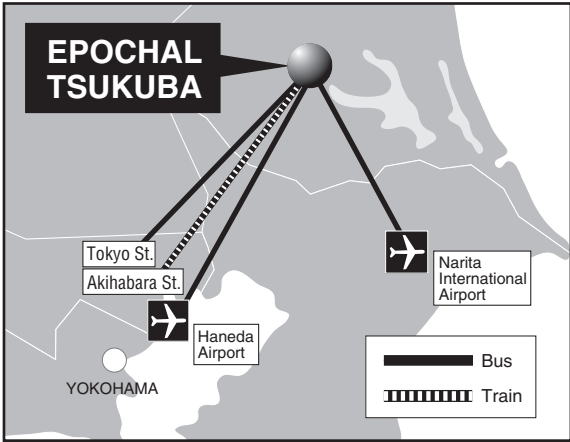 EPOCHAL
TSUKUBA
Tokyo St.
Akihabara St.
Haneda
Airport
Narita
International
Airport
YOKOHAMA
Bus
Train